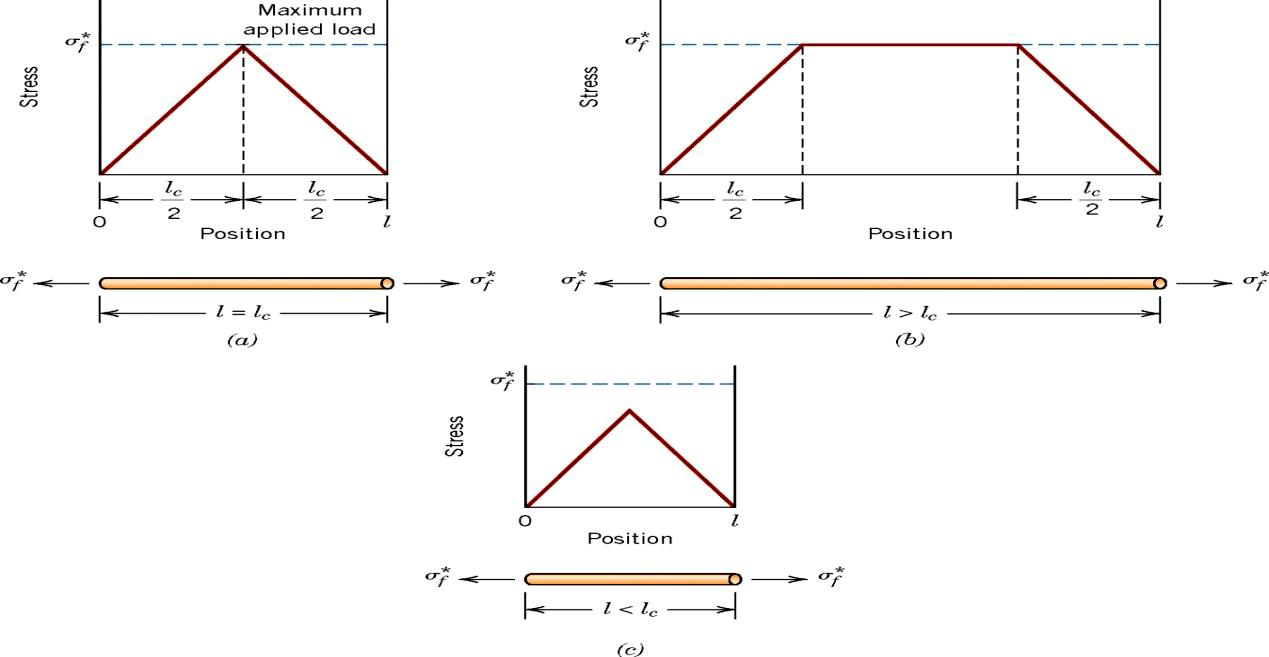 Maximum
applied load
σ*f
Stress
lc/2 lc/2
0 l
Position
σ*f σ*f
l = lc
(a)
σ*f
Stress
lc/2 lc/2
0 l
Position
σ*f σ*f
l > lc
(b)
σ*f
Stress
0 l
Position
σ*f σ*f
l < lc
(c)